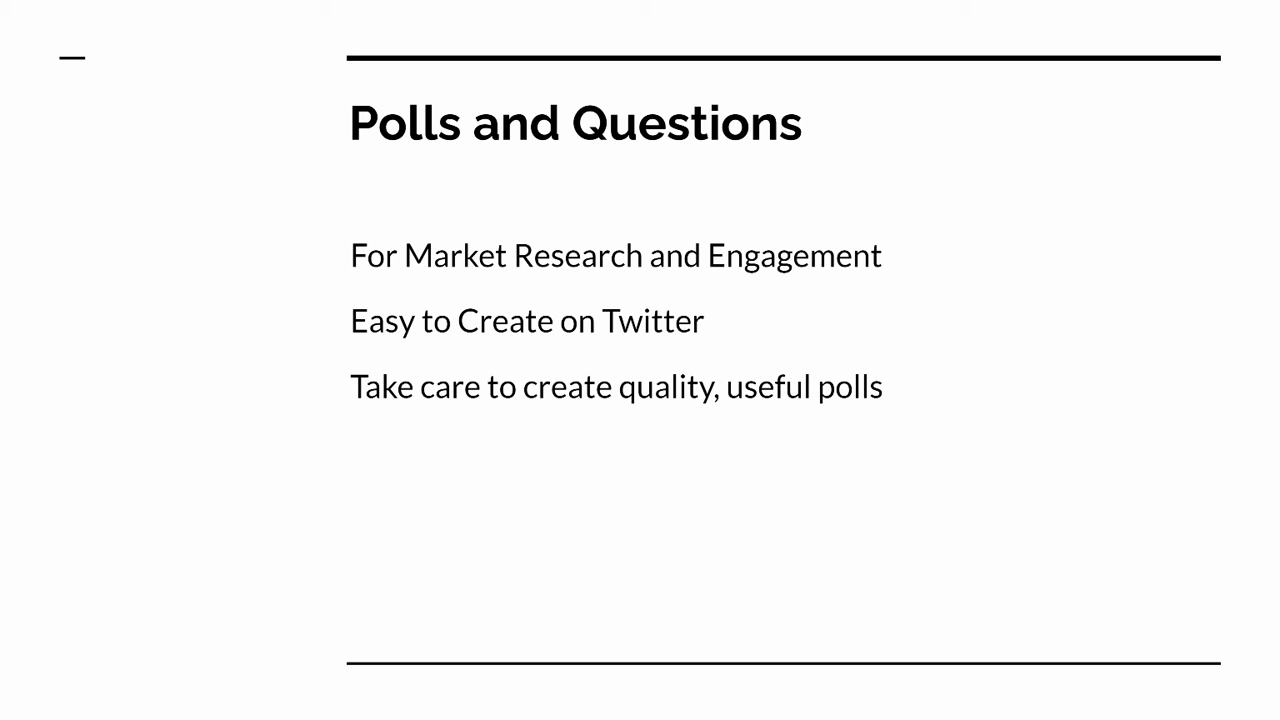 Polls and Questions
For Market Research and Engagement
Easy to Create on Twitter
Take care to create quality, useful polls